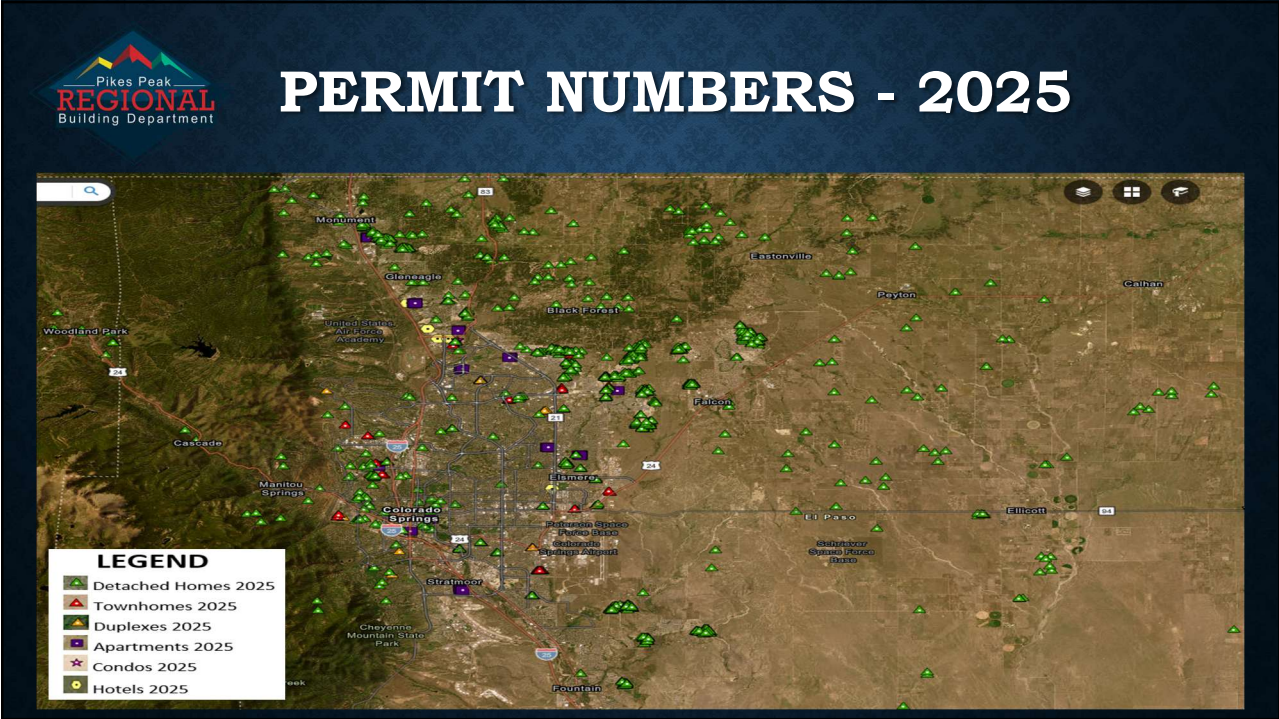 Pikes Peak
REGIONAL
Building Department
PERMIT NUMBERS - 2025
83
Monument
Eastonville
Gleneagle
Calhan
Peyton
Black Forest
United States
Air Force
Academy
Woodland Park
24
Falcon
21
Cascade
25
24
Elsmere
Manitou
Springs
Colorado
Springs
Ellicott
94
El Paso
Peterson Space
Force Base
25
24
Colorado
Springs Airport
Schriever
Space Force
Base
Stratmoor
Cheyenne
Mountain State
Park
25
Fountain
LEGEND
Detached Homes 2025
Townhomes 2025
Duplexes 2025
Apartments 2025
Condos 2025
Hotels 2025
eek